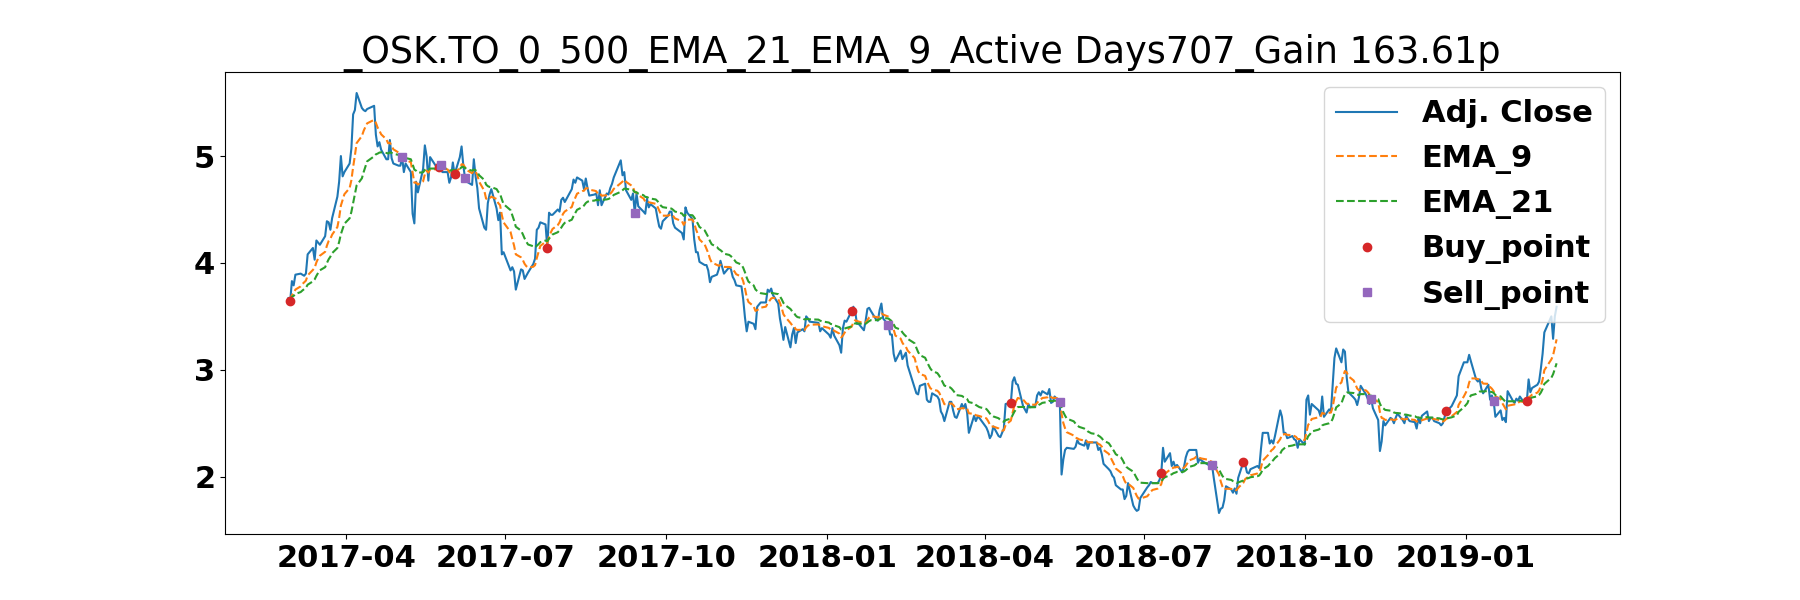 _OSK.TO_0_500_EMA_21_EMA_9_Active Days707_Gain 163.61p
Adj. Close
EMA_9
EMA_21
Buy_point
Sell_point
5
4
3
2
2017-04 2017-07 2017-10 2018-01 2018-04 2018-07 2018-10 2019-01